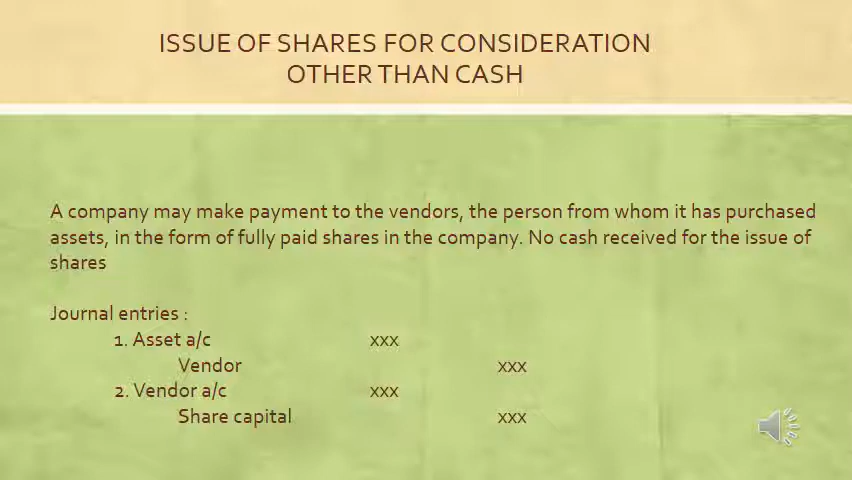 ISSUE OF SHARES FOR CONSIDERATION
OTHER THAN CASH
A company may make payment to the vendors, the person from whom it has purchased
assets, in the form of fully paid shares in the company. No cash received for the issue of
shares
Journal entries :
1. Asset a/c xxx
Vendor xxx
2. Vendor a/c xxx
Share capital xxx